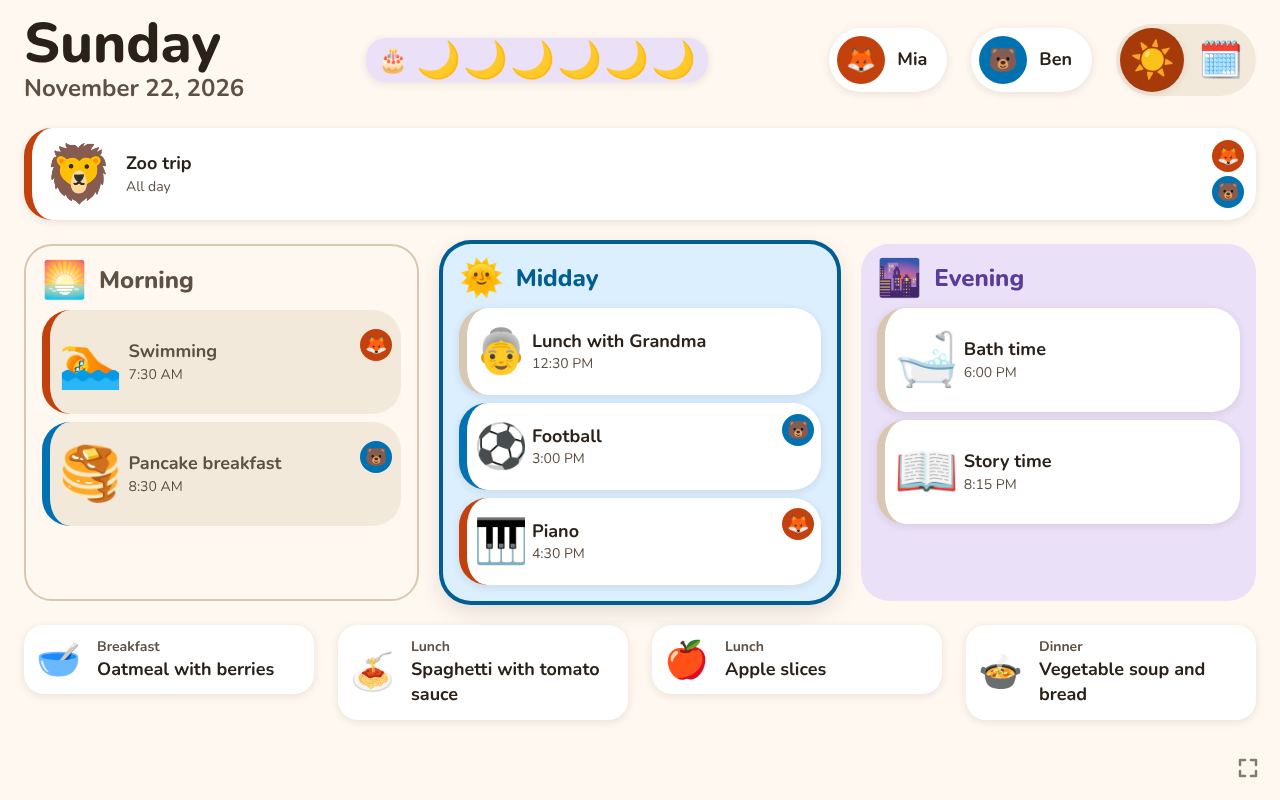 Sunday
November 22, 2026
Mia
Ben
Zoo trip
All day
Morning
Swimming
7:30 AM
Pancake breakfast
8:30 AM
Midday
Lunch with Grandma
12:30 PM
Football
3:00 PM
Piano
4:30 PM
Evening
Bath time
6:00 PM
Story time
8:15 PM
Breakfast
Oatmeal with berries
Lunch
Spaghetti with tomato
sauce
Lunch
Apple slices
Dinner
Vegetable soup and
bread